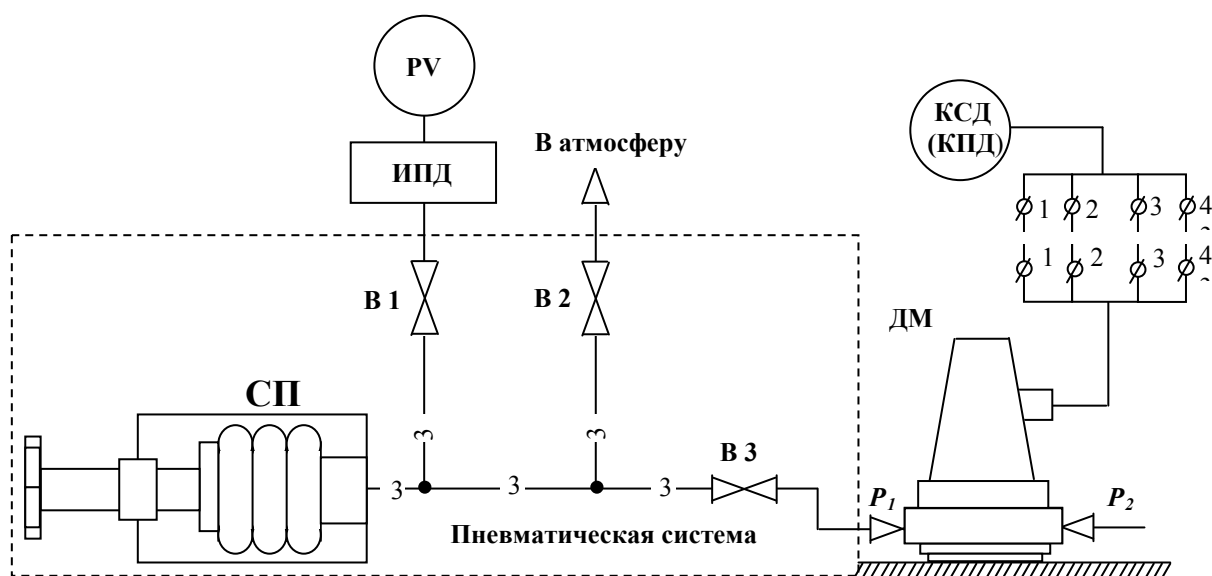 PV
КСД
(КПД)
В атмосферу
ИПД
1 2 3 4
1 2 3 4
В 1
В 2
ДМ
СП
3
3
В 3
3
3
3
P1
P2
Пневматическая система